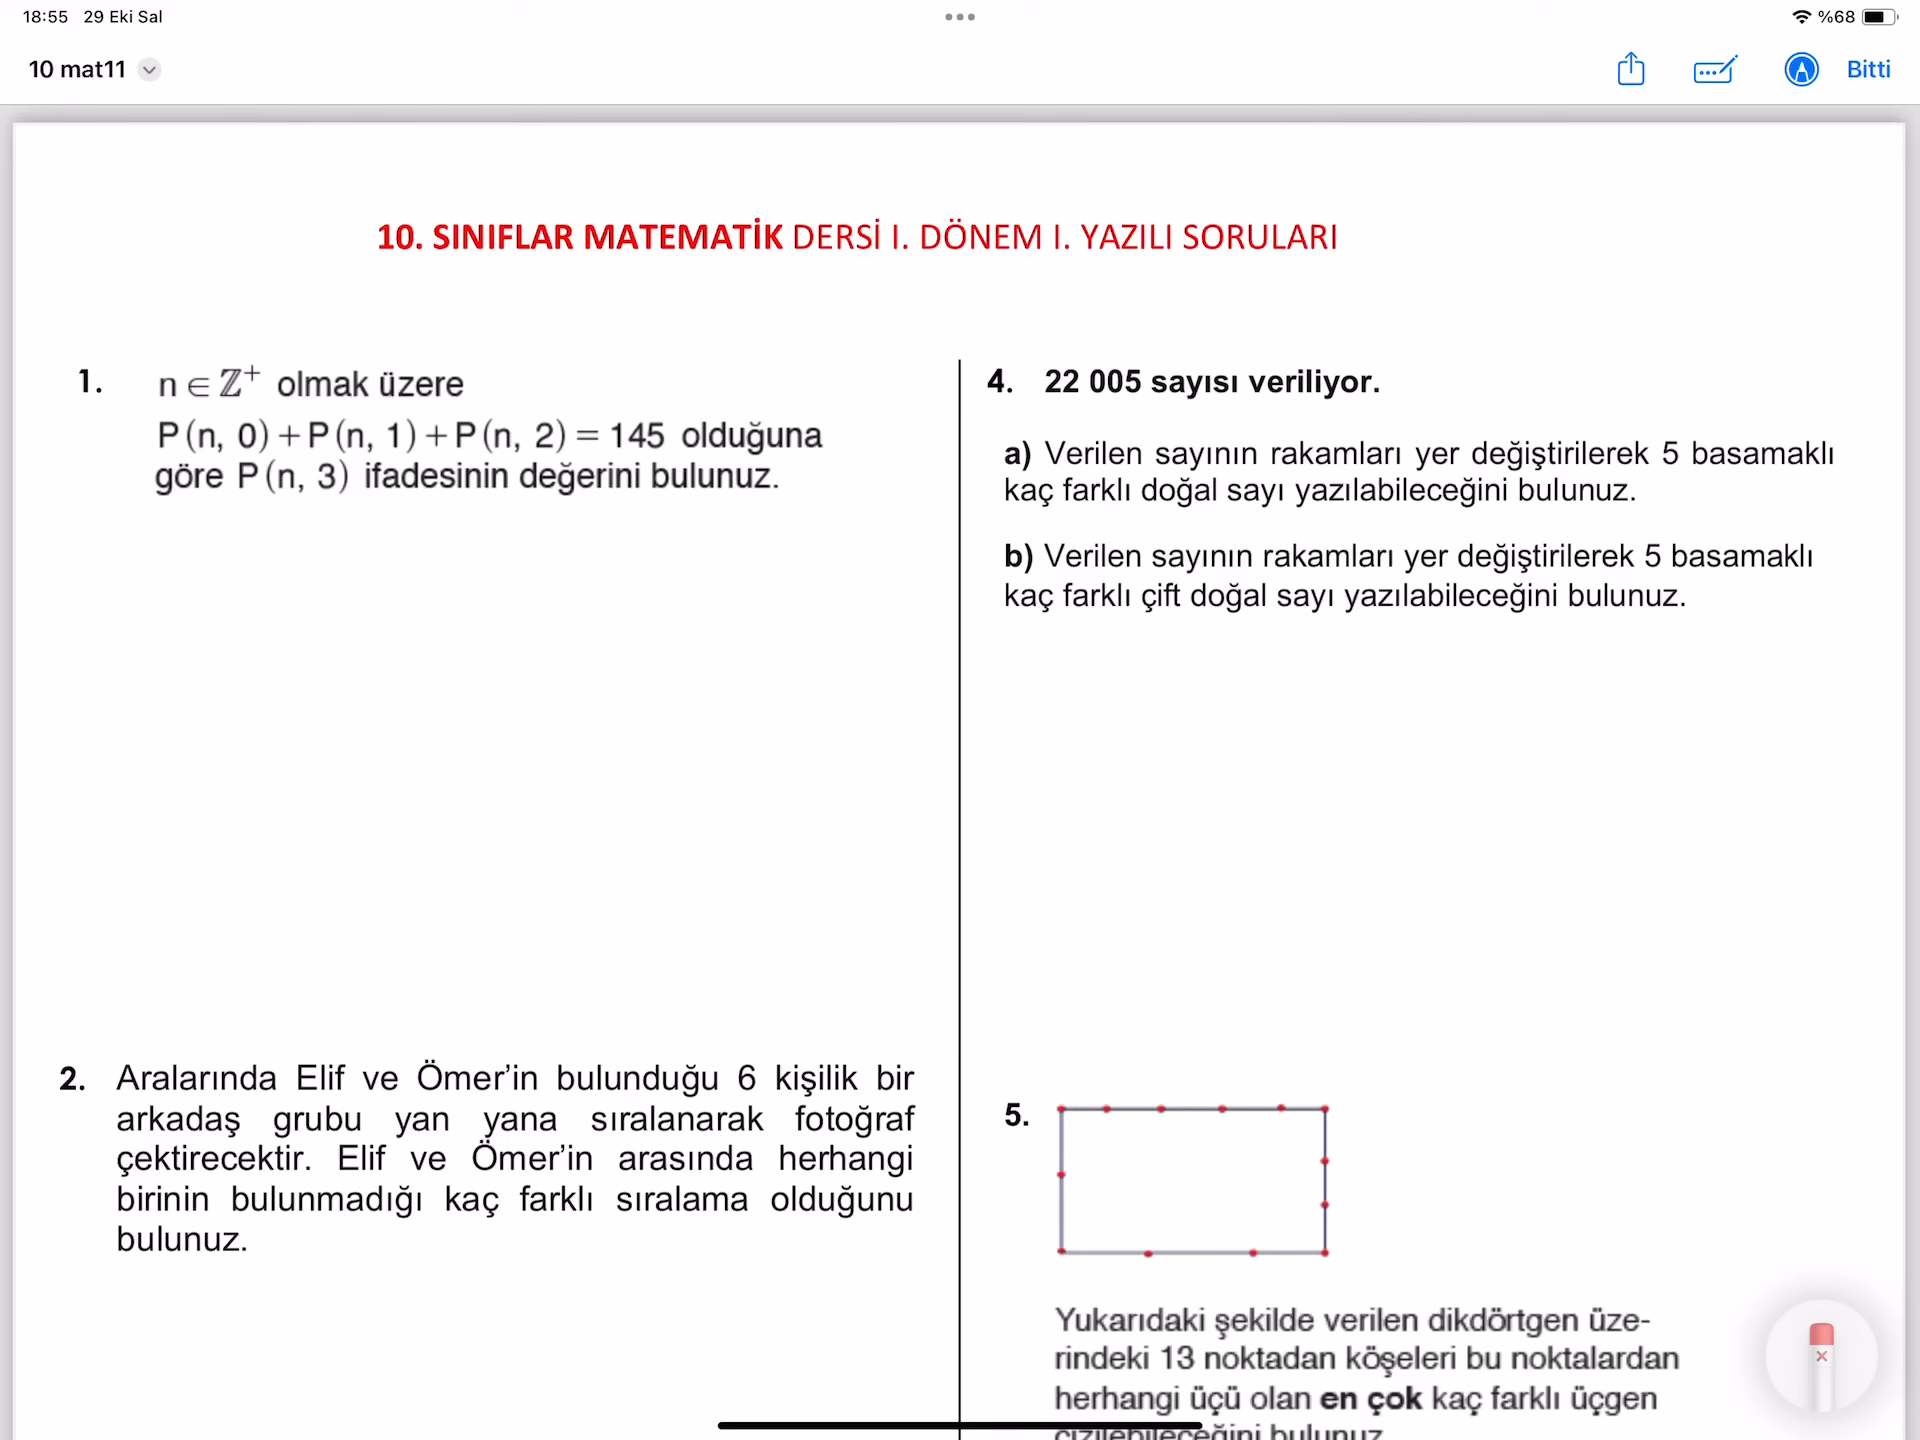 18:55 29 Eki Sal
%68
10 mat11
Bitti
10. SINIFLAR MATEMATİK DERSİ I. DÖNEM I. YAZILI SORULARI
1. n ∈ ℤ⁺ olmak üzere
P(n, 0)+P(n, 1)+P(n, 2)= 145 olduğuna
göre P(n, 3) ifadesinin değerini bulunuz.
2. Aralarında Elif ve Ömer’in bulunduğu 6 kişilik bir
arkadaş grubu yan yana sıralanarak fotoğraf
çektirecektir. Elif ve Ömer’in arasında herhangi
birinin bulunmadığı kaç farklı sıralama olduğunu
bulunuz.
4. 22 005 sayısı veriliyor.
a) Verilen sayının rakamları yer değiştirilerek 5 basamaklı
kaç farklı doğal sayı yazılabileceğini bulunuz.
b) Verilen sayının rakamları yer değiştirilerek 5 basamaklı
kaç farklı çift doğal sayı yazılabileceğini bulunuz.
5.
Yukarıdaki şekilde verilen dikdörtgen üze-
rindeki 13 noktadan köşeleri bu noktalardan
herhangi üçü olan en çok kaç farklı üçgen
çizilebileceğini bulunuz